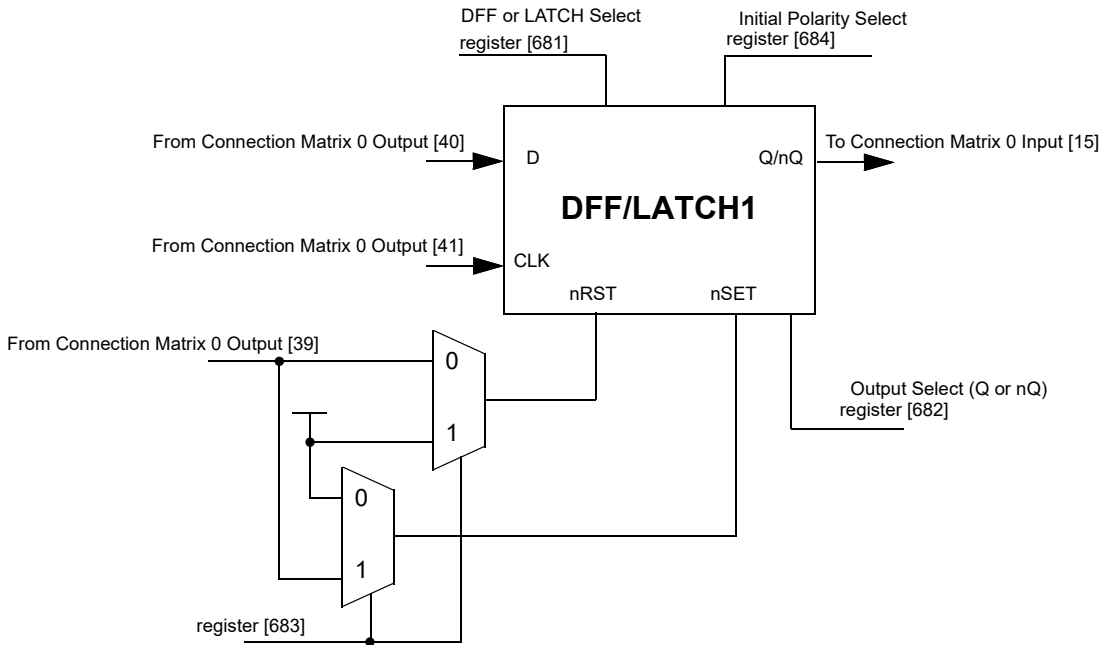 DFF or LATCH Select
register [681]
Initial Polarity Select
register [684]
From Connection Matrix 0 Output [40]
D
Q/nQ
To Connection Matrix 0 Input [15]
DFF/LATCH1
From Connection Matrix 0 Output [41]
CLK
nRST
nSET
From Connection Matrix 0 Output [39]
0
1
Output Select (Q or nQ)
register [682]
0
1
register [683]